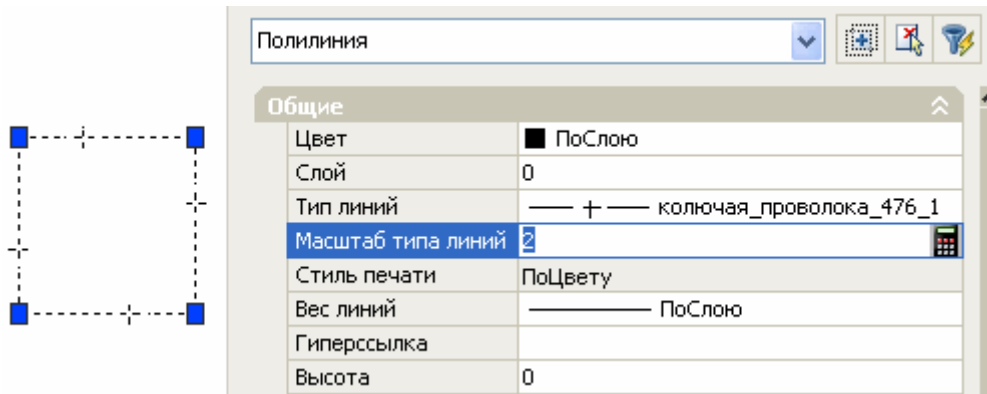 Полилиния
Общие
Цвет ПоСлою
Слой 0
Тип линий колючая_проволока_476_1
Масштаб типа линий 2
Стиль печати ПоЦвету
Вес линий ПоСлою
Гиперссылка
Высота 0